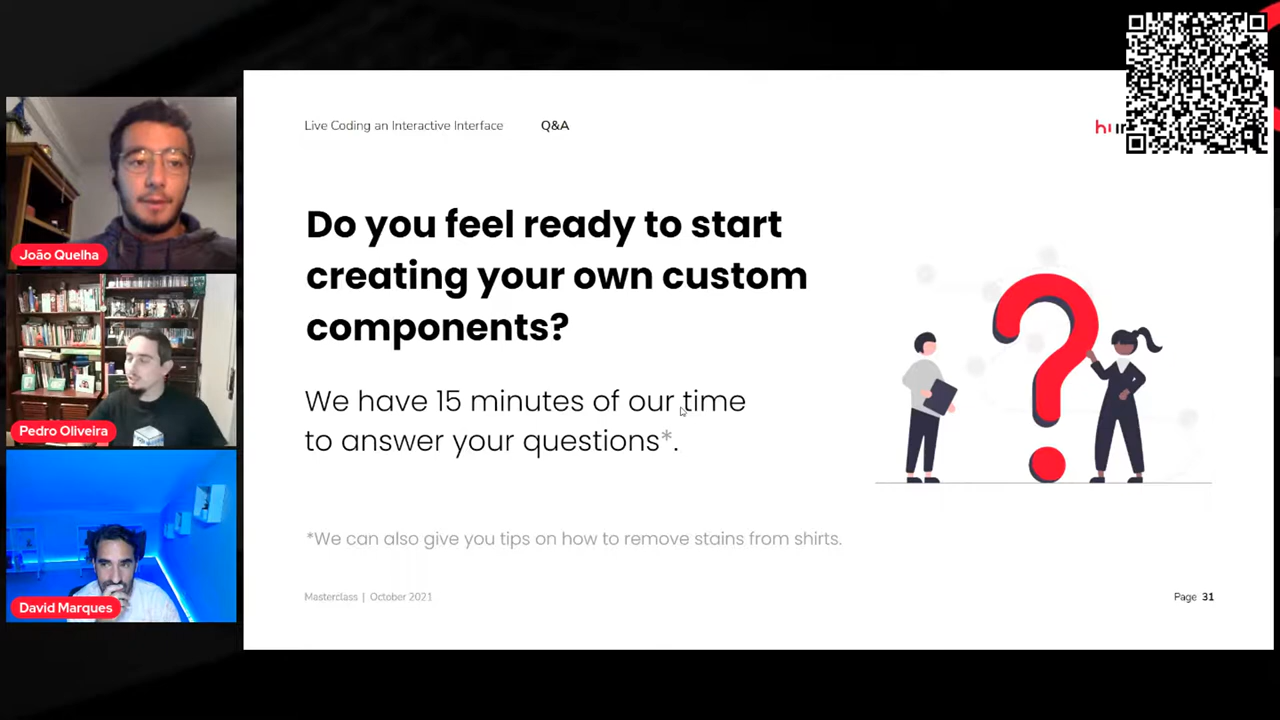 Live Coding an Interactive Interface Q&A
Do you feel ready to start
creating your own custom
components?
We have 15 minutes of our time
to answer your questions*.
*We can also give you tips on how to remove stains from shirts.
Masterclass | October 2021
Page 31
João Quelha
Pedro Oliveira
David Marques